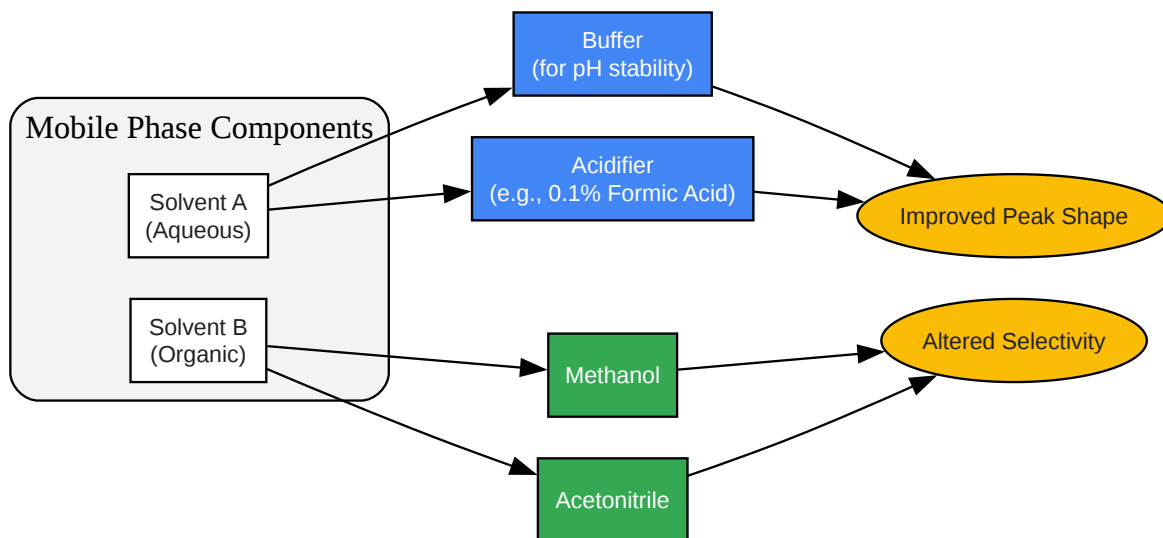 Mobile Phase Components
Solvent A
(Aqueous)
Solvent B
(Organic)
Buffer
(for pH stability)
Acidifier
(e.g., 0.1% Formic Acid)
Methanol
Acetonitrile
Improved Peak Shape
Altered Selectivity